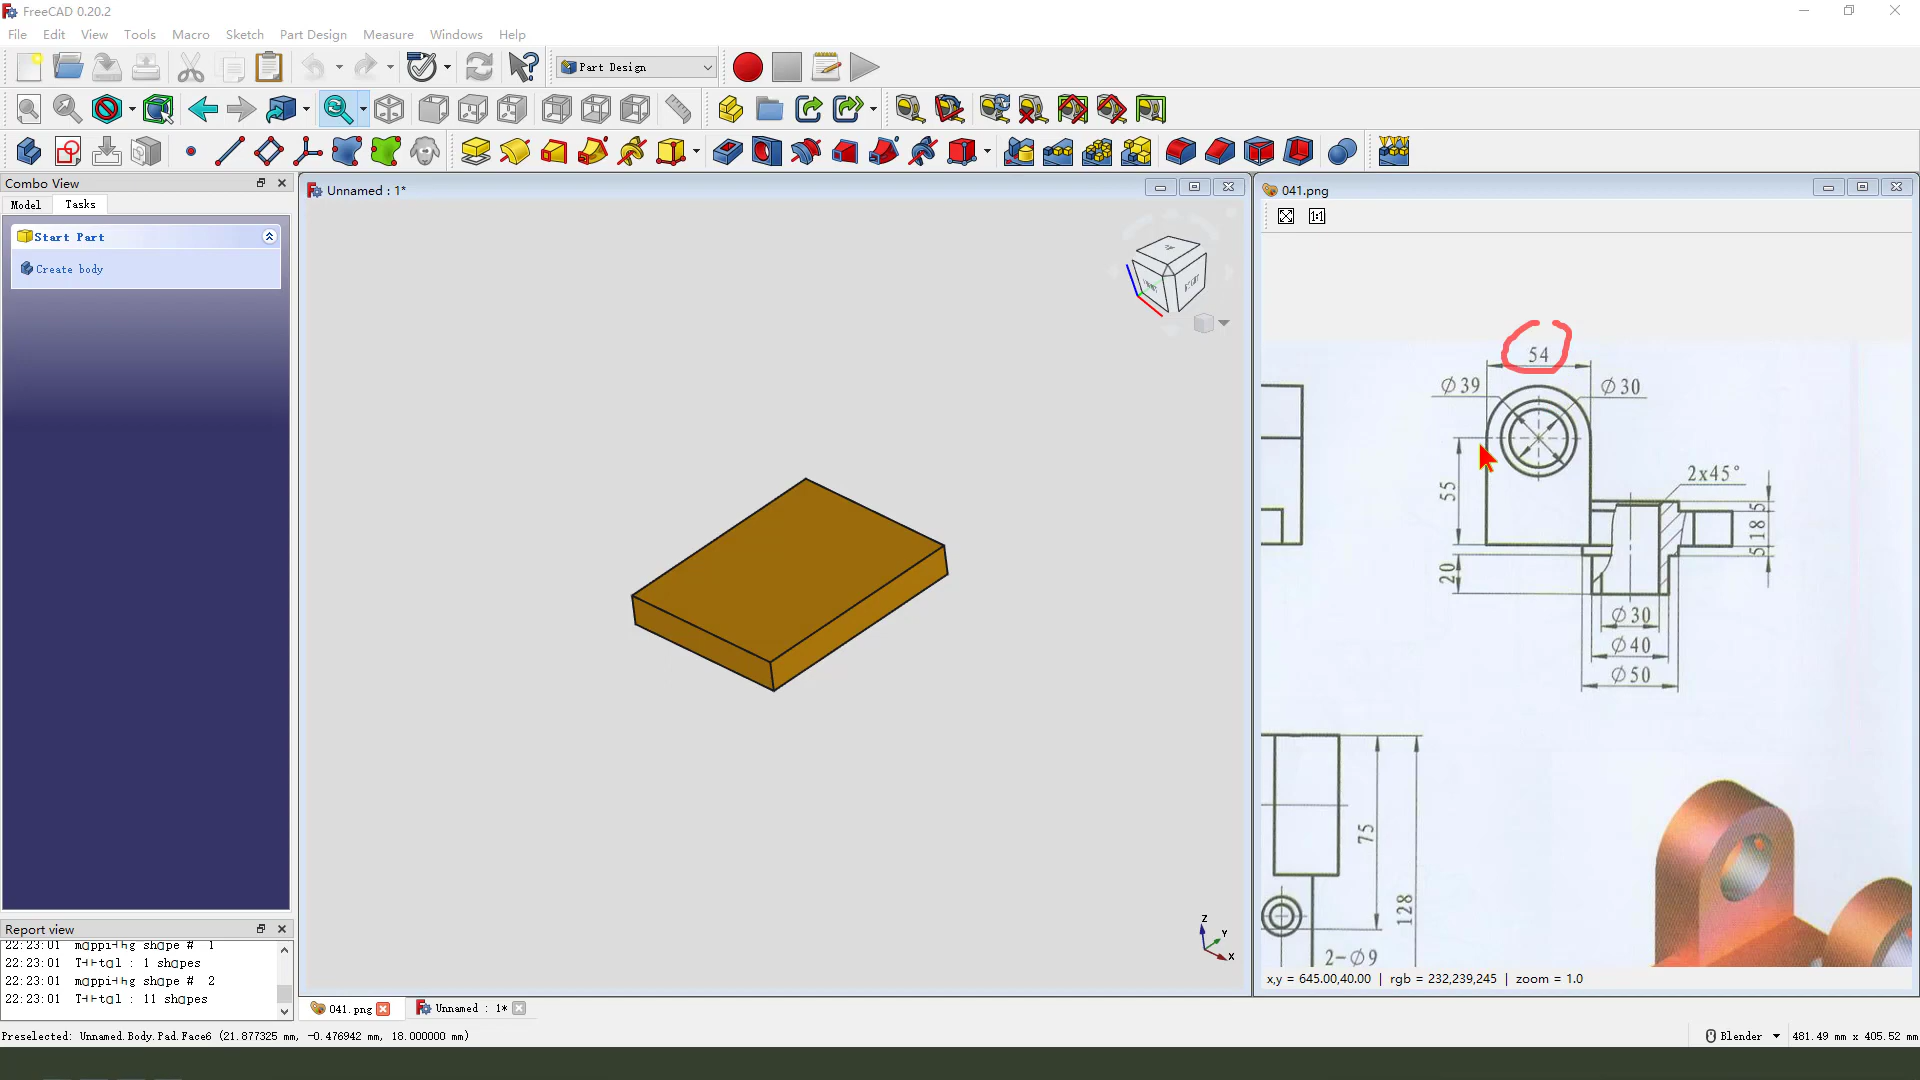 FreeCAD 0.20.2
File Edit View Tools Macro Sketch Part Design Measure Windows Help
Part Design
Combo View
Model Tasks
Start Part
Create body
Unnamed : 1*
041.png
1:1
54
Ø39 Ø30
2x45°
55
5
18
5
20
Ø30
Ø40
Ø50
75
128
2-Ø9
Z
Y
X
x,y = 645.00,40.00 | rgb = 232,239,245 | zoom = 1.0
Report view
22:23:01 mapping shape # 1
22:23:01 Total : 1 shapes
22:23:01 mapping shape # 2
22:23:01 Total : 11 shapes
041.png Unnamed : 1*
Preselected: Unnamed.Body.Pad.Face6 (21.877325 mm, -0.476942 mm, 18.000000 mm)
Blender 481.49 mm x 405.52 mm